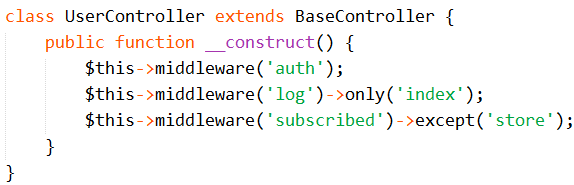 class UserController extends BaseController {
    public function __construct() {
        $this->middleware('auth');
        $this->middleware('log')->only('index');
        $this->middleware('subscribed')->except('store');
    }
}